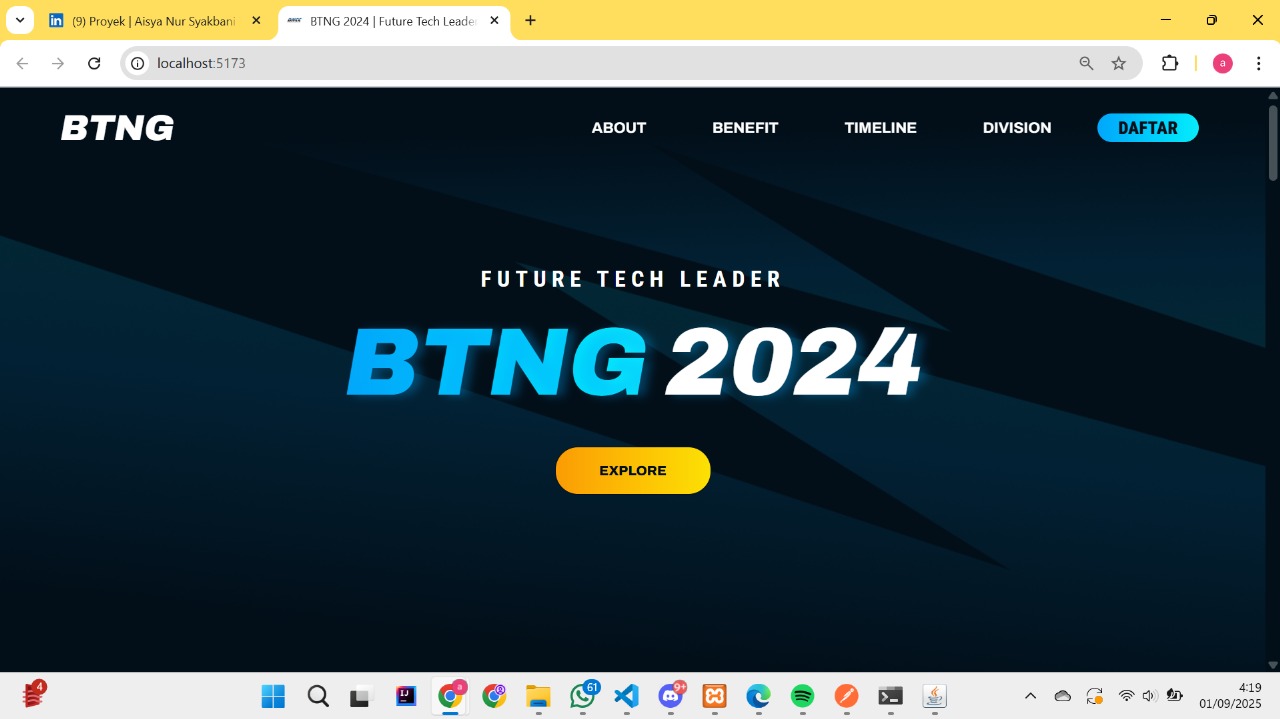 (9) Proyek | Aisya Nur Syakbani
BTNG 2024 | Future Tech Leade
localhost:5173
a
BTNG
ABOUT
BENEFIT
TIMELINE
DIVISION
DAFTAR
FUTURE TECH LEADER
BTNG 2024
EXPLORE
4
a
61
9+
4:19
01/09/2025